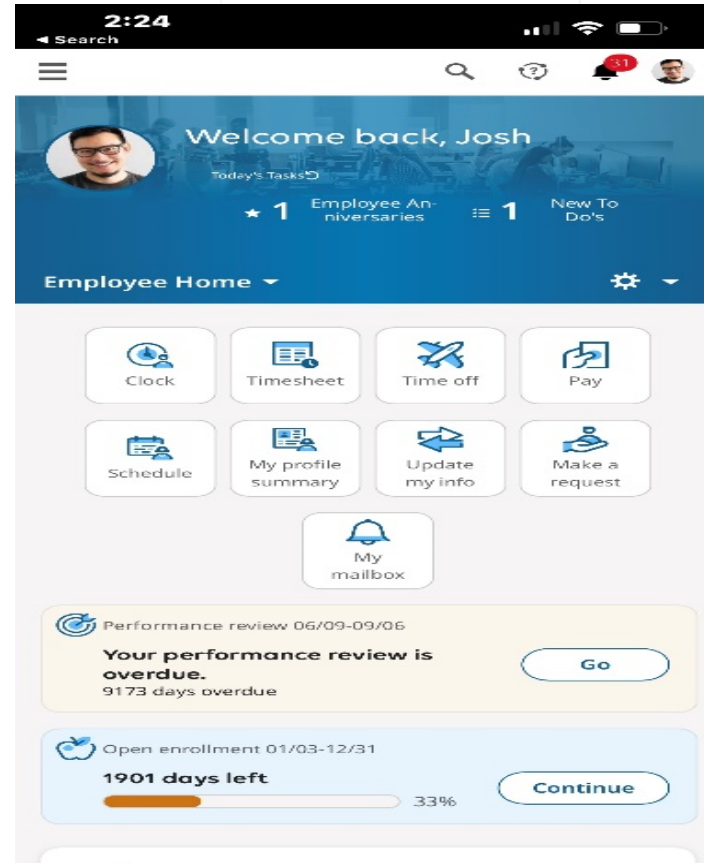 2:24
◄ Search
31
Welcome back, Josh
Today's Tasks
1 Employee An-
niversaries
1 New To
Do's
Employee Home
Clock
Timesheet
Time off
Pay
Schedule
My profile
summary
Update
my info
Make a
request
My
mailbox
Performance review 06/09-09/06
Your performance review is
overdue.
9173 days overdue
Go
Open enrollment 01/03-12/31
1901 days left
33%
Continue